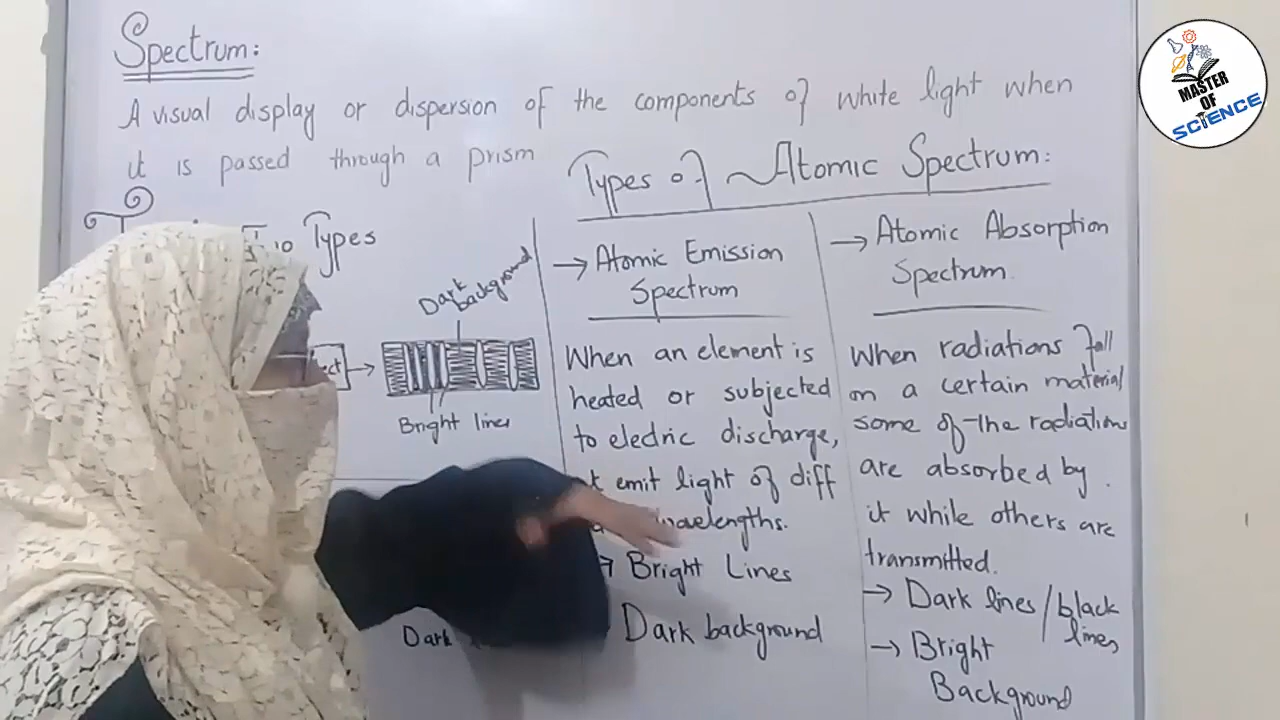 Spectrum:
A visual display or dispersion of the components of white light when
it is passed through a prism
Types of Atomic Spectrum:
Types
Dark background
Bright lines
Dark
→ Atomic Emission
Spectrum
When an element is
heated or subjected
to eledric discharge,
emit light of diff
wavelengths.
→ Bright Lines
Dark background
→ Atomic Absorption
Spectrum
When radiations fall
on a certain material
some of the radiations
are absorbed by
it while others are
transmitted.
→ Dark lines / black
lines
→ Bright
Background
MASTER
OF
SCIENCE